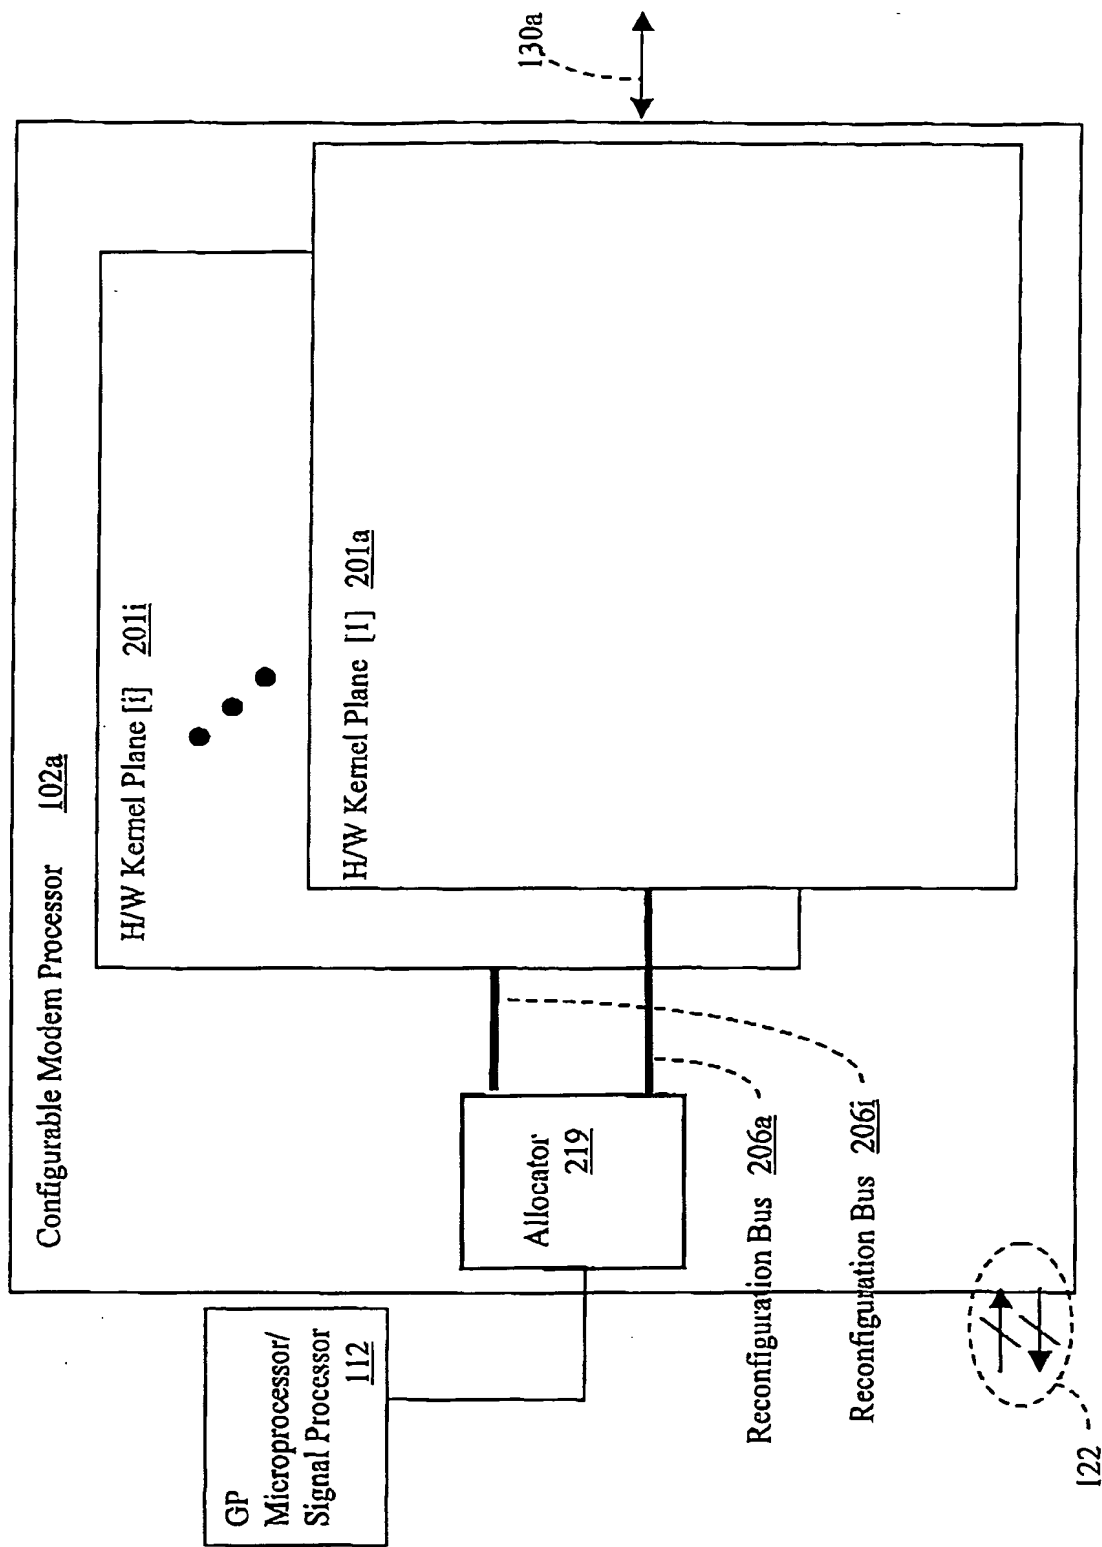 Configurable Modem Processor 102a
H/W Kernel Plane [i] 201i
H/W Kernel Plane [1] 201a
130a
GP
Microprocessor/
Signal Processor
112
Allocator
219
Reconfiguration Bus 206a
Reconfiguration Bus 206i
122